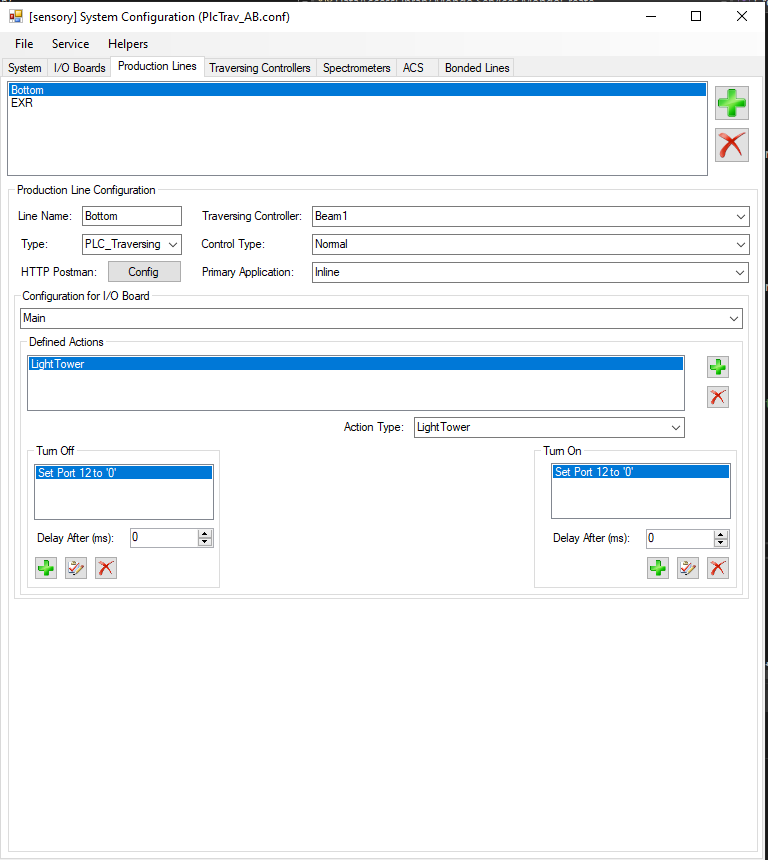 [sensory] System Configuration (PlcTrav_AB.conf)
File Service Helpers
System I/O Boards Production Lines Traversing Controllers Spectrometers ACS Bonded Lines
Bottom
EXR
Production Line Configuration
Line Name: Bottom Traversing Controller: Beam1
Type: PLC_Traversing Control Type: Normal
HTTP Postman: Config Primary Application: Inline
Configuration for I/O Board
Main
Defined Actions
LightTower
Action Type: LightTower
Turn Off Turn On
Set Port 12 to '0' Set Port 12 to '0'
Delay After (ms): 0 Delay After (ms): 0